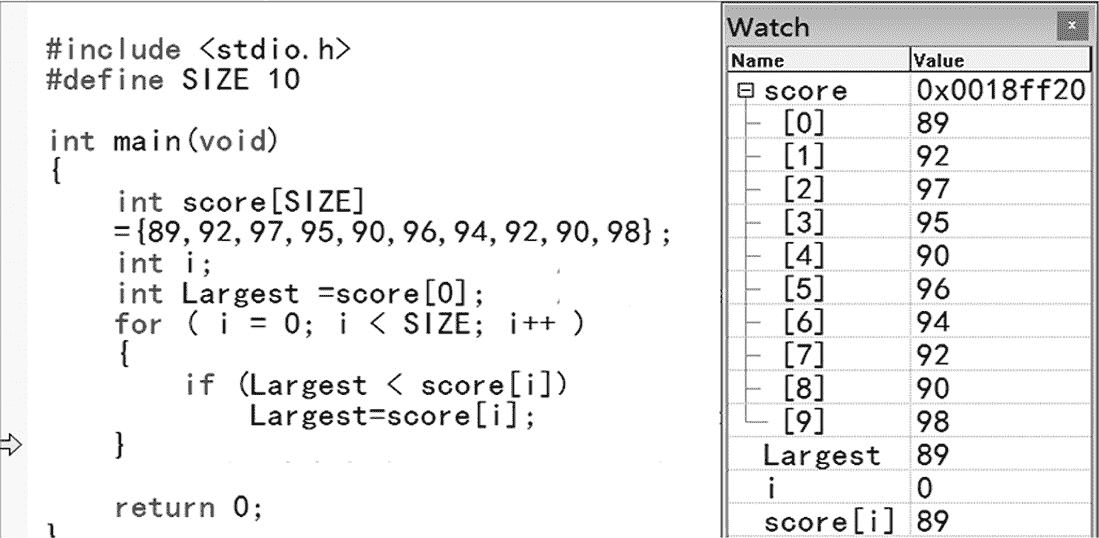 #include <stdio.h>
#define SIZE 10
int main(void)
{
int score[SIZE]
={89,92,97,95,90,96,94,92,90,98};
int i;
int Largest =score[0];
for ( i = 0; i < SIZE; i++ )
{
if (Largest < score[i])
Largest=score[i];
}
return 0;
Watch
Name Value
score 0x0018ff20
[0] 89
[1] 92
[2] 97
[3] 95
[4] 90
[5] 96
[6] 94
[7] 92
[8] 90
[9] 98
Largest 89
i 0
score[i] 89